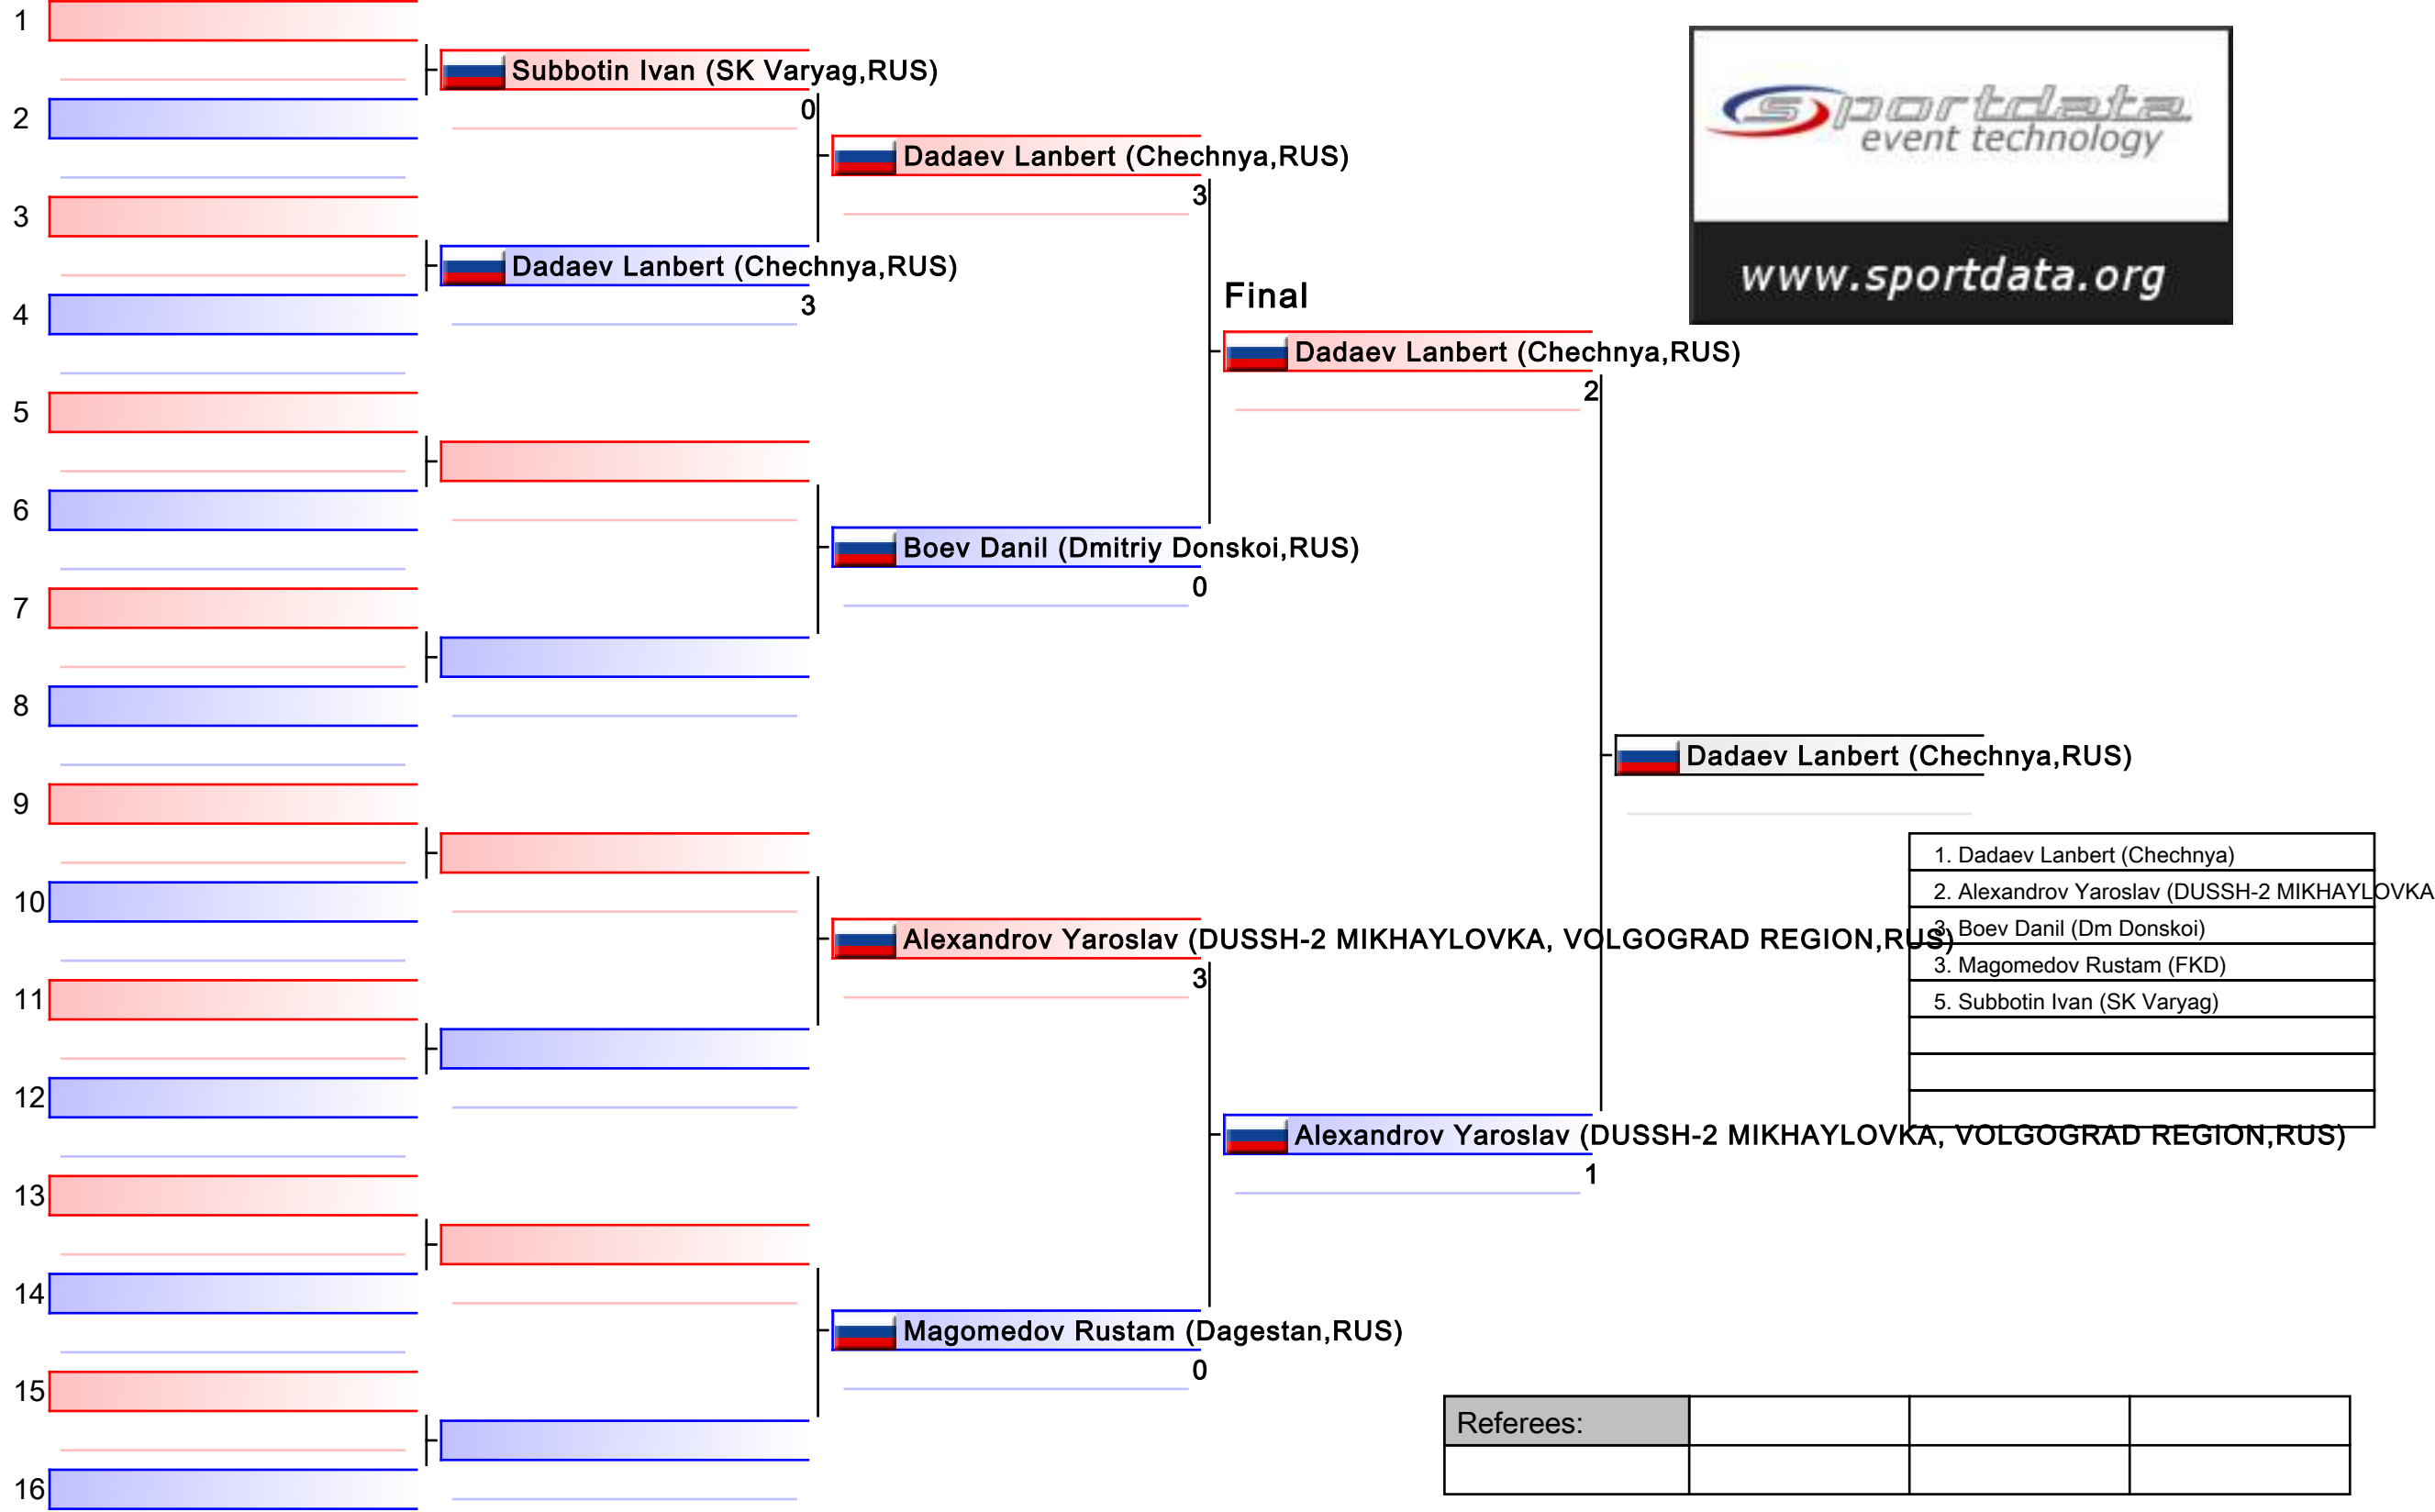 1
Subbotin Ivan (SK Varyag,RUS)
0
2
Dadaev Lanbert (Chechnya,RUS)
3
3
Dadaev Lanbert (Chechnya,RUS)
3
4
Final
Dadaev Lanbert (Chechnya,RUS)
2
5
6
Boev Danil (Dmitriy Donskoi,RUS)
0
7
8
Dadaev Lanbert (Chechnya,RUS)
9
10
Alexandrov Yaroslav (DUSSH-2 MIKHAYLOVKA, VOLGOGRAD REGION,RUS)
3
11
12
Alexandrov Yaroslav (DUSSH-2 MIKHAYLOVKA, VOLGOGRAD REGION,RUS)
1
13
14
Magomedov Rustam (Dagestan,RUS)
0
15
16
sportdata
event technology
www.sportdata.org
1. Dadaev Lanbert (Chechnya)
2. Alexandrov Yaroslav (DUSSH-2 MIKHAYLOVKA
3. Boev Danil (Dm Donskoi)
3. Magomedov Rustam (FKD)
5. Subbotin Ivan (SK Varyag)
Referees: